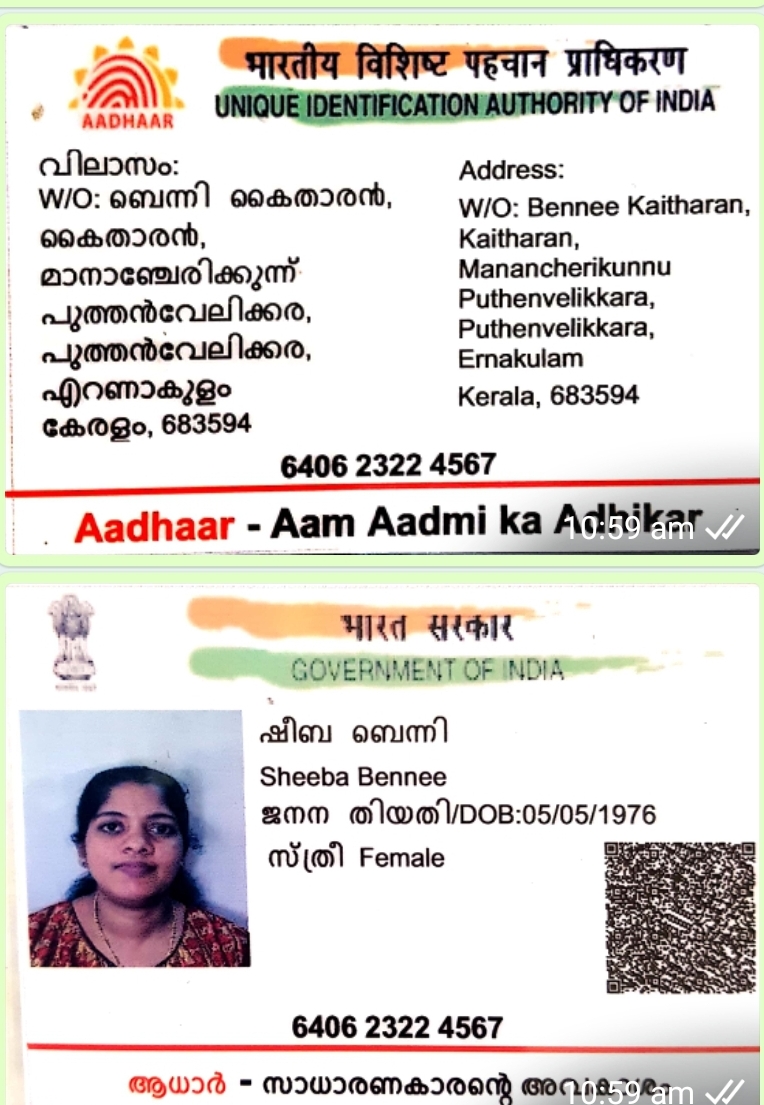 भारतीय विशिष्ट पहचान प्राधिकरण
AADHAAR
UNIQUE IDENTIFICATION AUTHORITY OF INDIA
വിലാസം:
W/O: ബെന്നി കൈതാരൻ,
കൈതാരൻ,
മാനാഞ്ചേരിക്കുന്ന്
പുത്തൻവേലിക്കര,
പുത്തൻവേലിക്കര,
എറണാകുളം
കേരളം, 683594
Address:
W/O: Bennee Kaitharan,
Kaitharan,
Manancherikunnu
Puthenvelikkara,
Puthenvelikkara,
Ernakulam
Kerala, 683594
6406 2322 4567
Aadhaar - Aam Aadmi ka Adhikar
10:59 am
भारत सरकार
GOVERNMENT OF INDIA
ഷീബ ബെന്നി
Sheeba Bennee
ജനന തിയതി/DOB:05/05/1976
സ്ത്രീ Female
6406 2322 4567
ആധാർ - സാധാരണകാരന്റെ അവകാശം
10:59 am